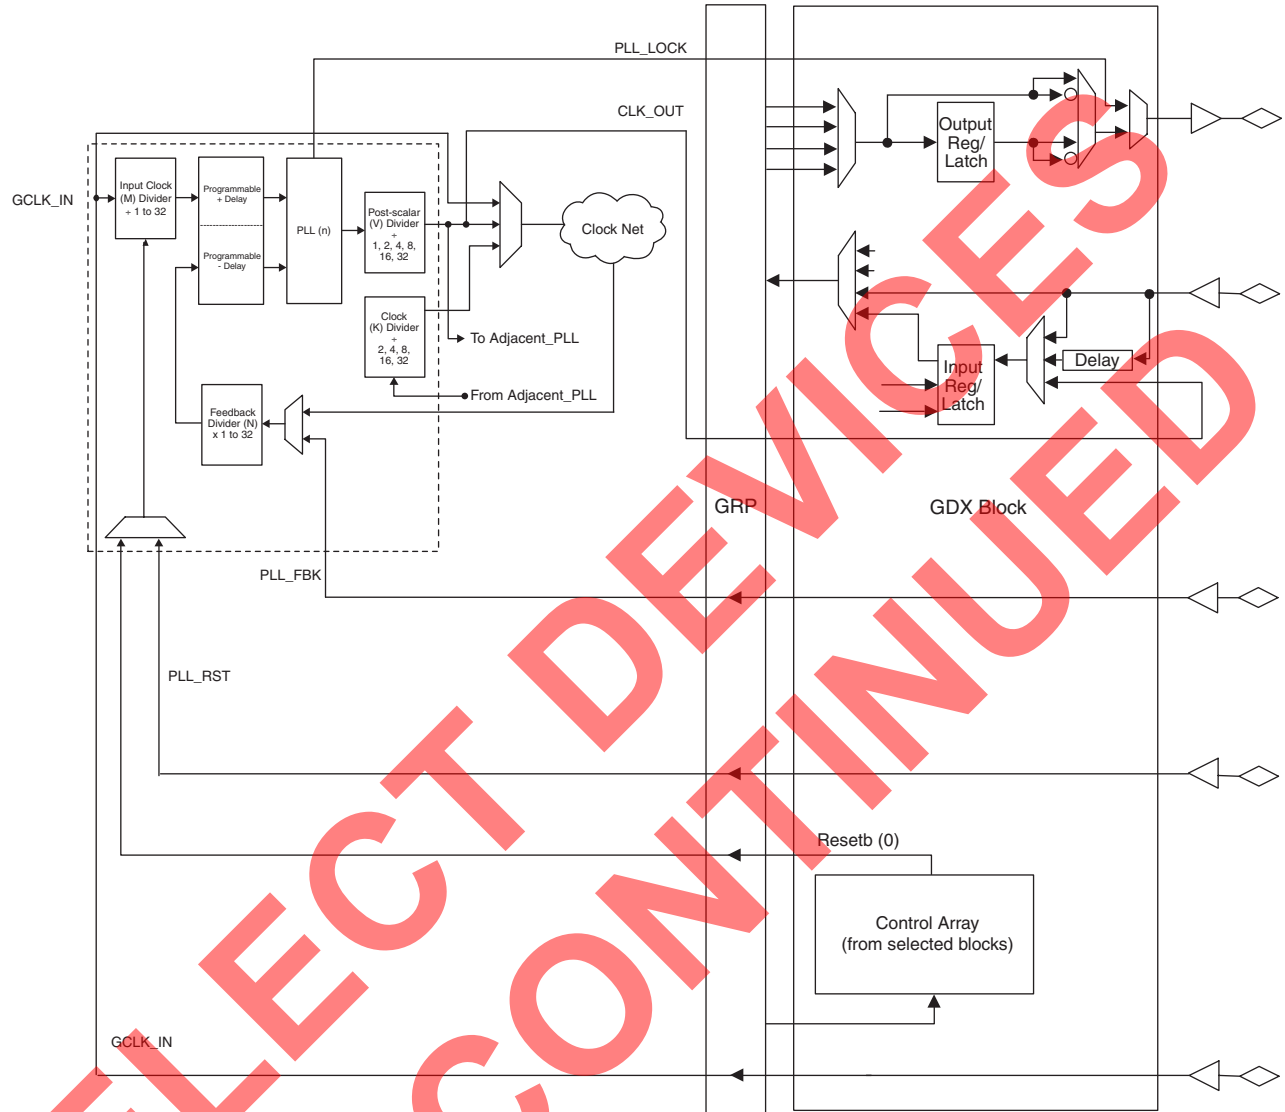 PLL_LOCK
CLK_OUT
GCLK_IN
Input Clock
(M) Divider
÷ 1 to 32
Programmable
+ Delay
Programmable
- Delay
PLL (n)
Post-scalar
(V) Divider
÷
1, 2, 4, 8,
16, 32
Clock Net
Clock
(K) Divider
÷
2, 4, 8,
16, 32
To Adjacent_PLL
From Adjacent_PLL
Feedback
Divider (N)
x 1 to 32
Output
Reg/
Latch
Input
Reg/
Latch
Delay
GRP
GDX Block
PLL_FBK
PLL_RST
Resetb (0)
Control Array
(from selected blocks)
GCLK_IN
ELECT DEVICES
CONTINUED